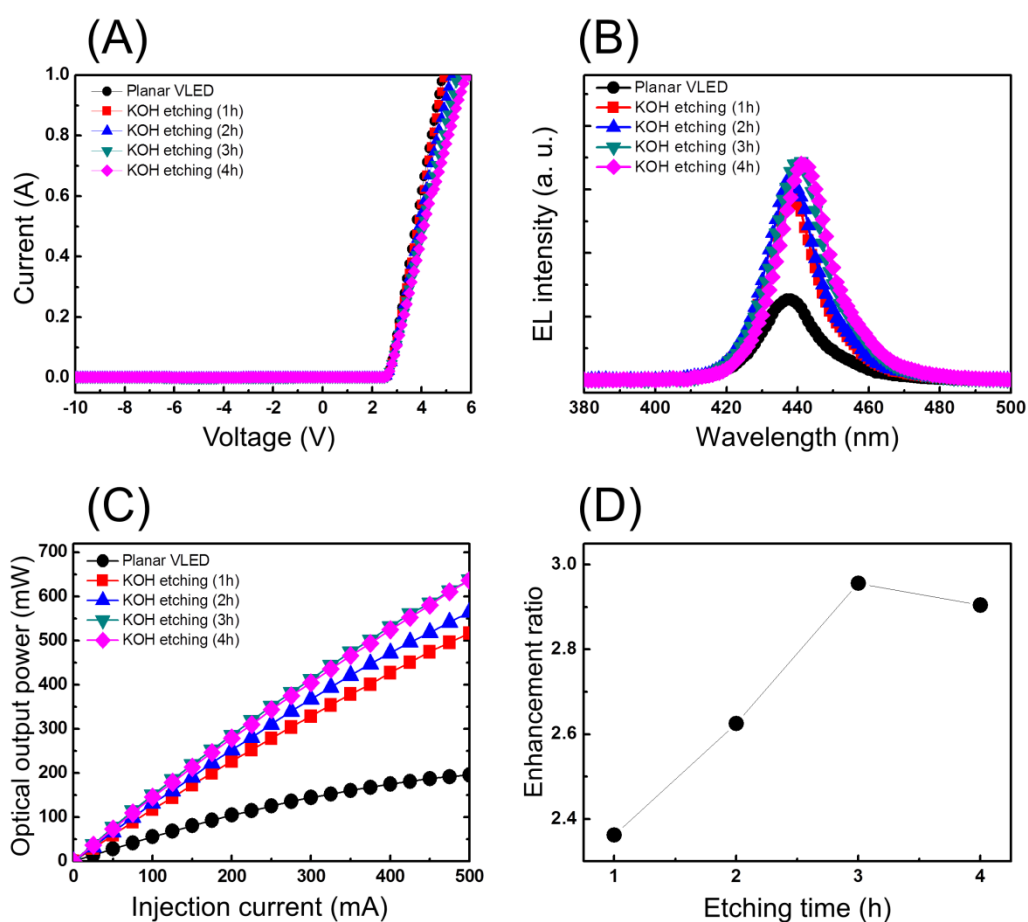 (A)
1.0
0.8
0.6
0.4
0.2
0.0
Current (A)
Planar VLED
KOH etching (1h)
KOH etching (2h)
KOH etching (3h)
KOH etching (4h)
-10 -8 -6 -4 -2 0 2 4 6
Voltage (V)
(B)
EL intensity (a. u.)
Planar VLED
KOH etching (1h)
KOH etching (2h)
KOH etching (3h)
KOH etching (4h)
380 400 420 440 460 480 500
Wavelength (nm)
(C)
700
600
500
400
300
200
100
0
Optical output power (mW)
Planar VLED
KOH etching (1h)
KOH etching (2h)
KOH etching (3h)
KOH etching (4h)
0 100 200 300 400 500
Injection current (mA)
(D)
3.0
2.8
2.6
2.4
Enhancement ratio
1 2 3 4
Etching time (h)